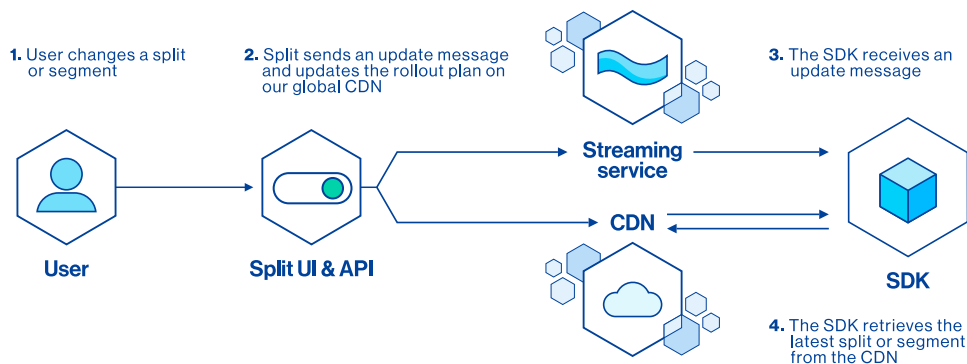 1. User changes a split
or segment
2. Split sends an update message
and updates the rollout plan on
our global CDN
3. The SDK receives an
update message
User
Split UI & API
Streaming
service
CDN
SDK
4. The SDK retrieves the
latest split or segment
from the CDN